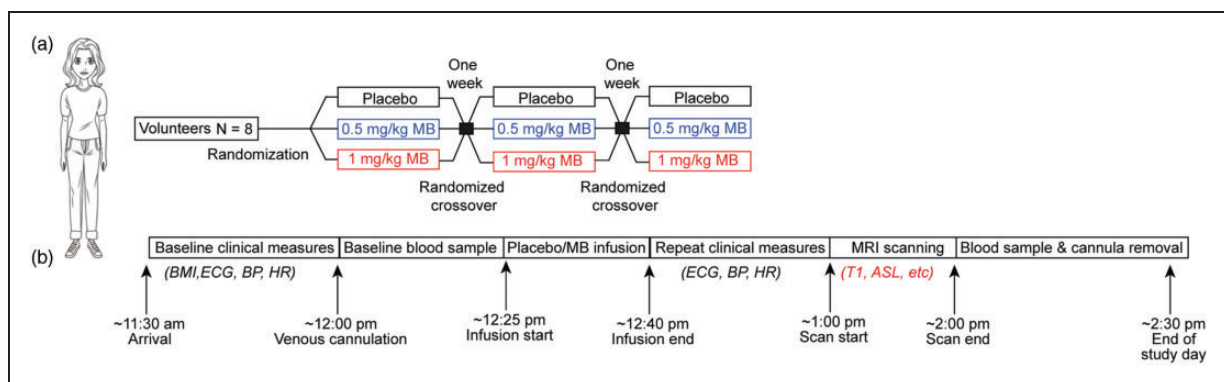 (a)
One
week
One
week
Placebo
Placebo
Placebo
Volunteers N = 8
0.5 mg/kg MB
0.5 mg/kg MB
0.5 mg/kg MB
Randomization
1 mg/kg MB
1 mg/kg MB
1 mg/kg MB
Randomized
crossover
Randomized
crossover
(b)
Baseline clinical measures
Baseline blood sample
Placebo/MB infusion
Repeat clinical measures
MRI scanning
Blood sample & cannula removal
(BMI,ECG, BP, HR)
(ECG, BP, HR)
(T1, ASL, etc)
~11:30 am
Arrival
~12:00 pm
Venous cannulation
~12:25 pm
Infusion start
~12:40 pm
Infusion end
~1:00 pm
Scan start
~2:00 pm
Scan end
~2:30 pm
End of
study day